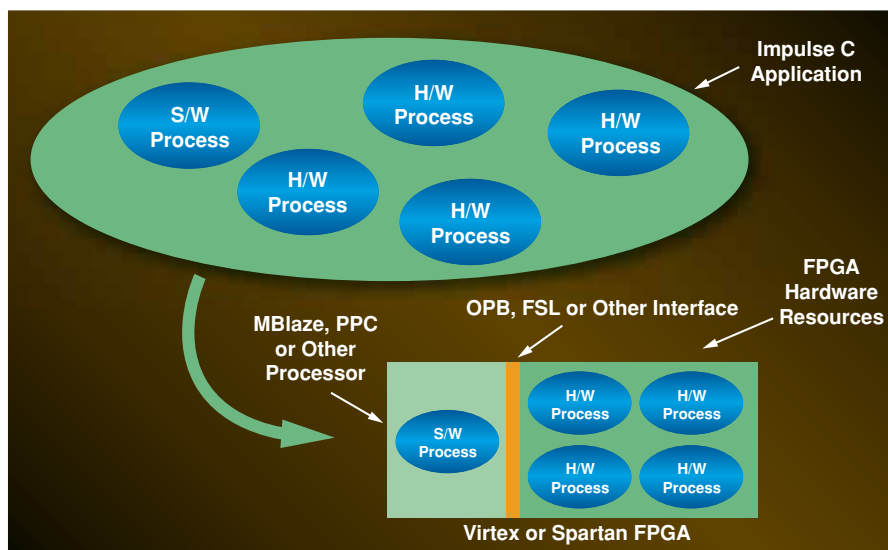 Impulse C
Application
S/W
Process
H/W
Process
H/W
Process
H/W
Process
H/W
Process
FPGA
Hardware
Resources
OPB, FSL or Other Interface
MBlaze, PPC
or Other
Processor
S/W
Process
H/W
Process
H/W
Process
H/W
Process
H/W
Process
Virtex or Spartan FPGA